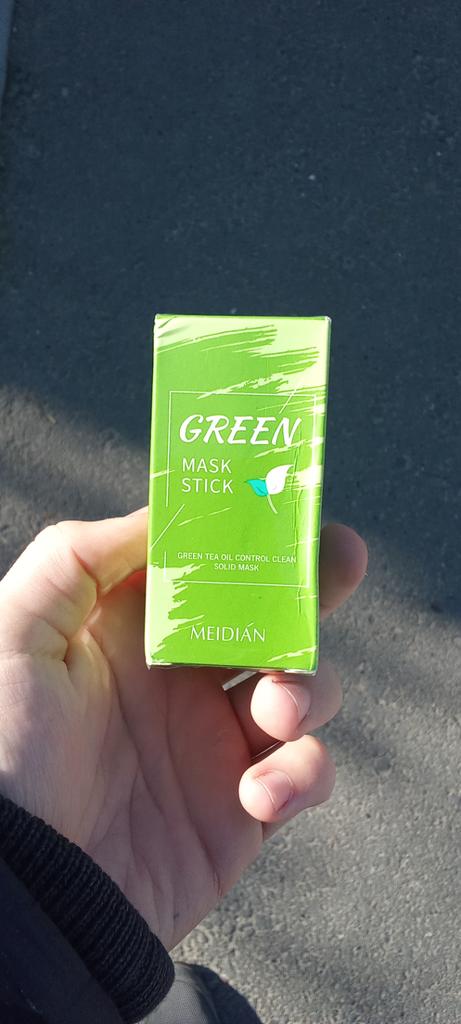 GREEN
MASK
STICK
GREEN TEA OIL CONTROL CLEAN
SOLID MASK
MEIDIÁN